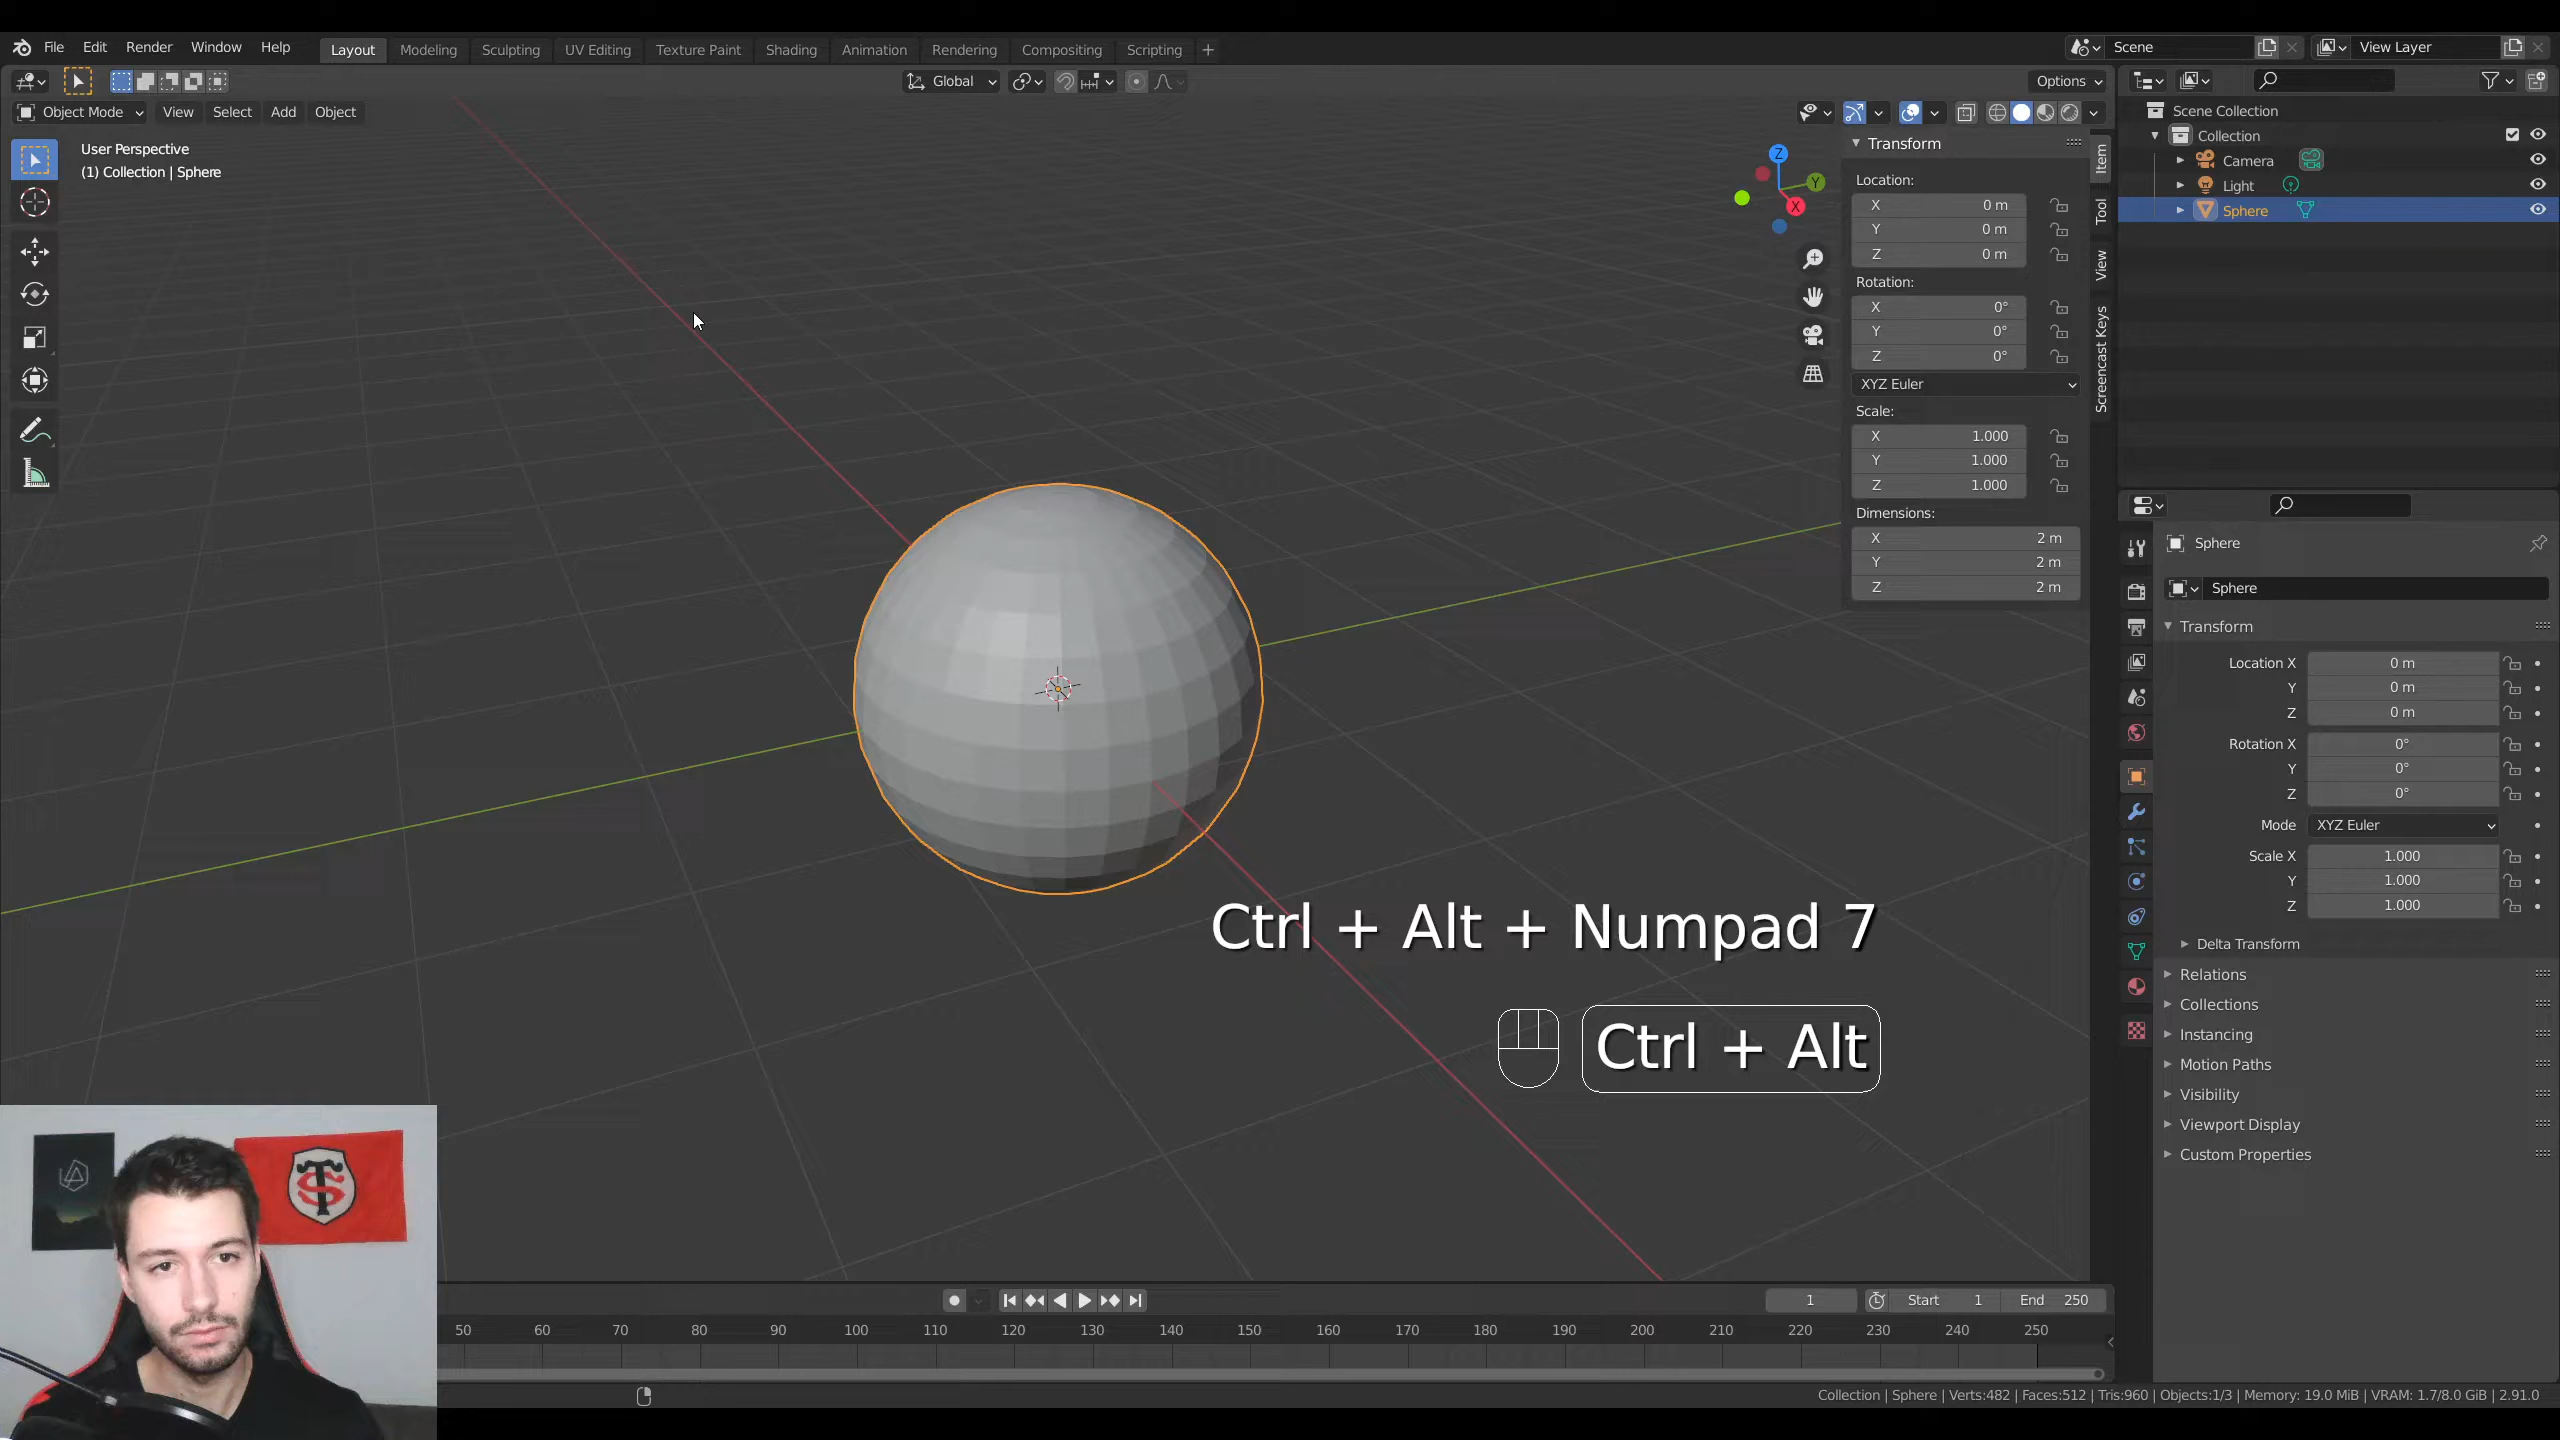 File Edit Render Window Help Layout Modeling Sculpting UV Editing Texture Paint Shading Animation Rendering Compositing Scripting +
Scene
View Layer
Global
Options
Object Mode View Select Add Object
User Perspective
(1) Collection | Sphere
Z
Y
X
Transform
Location:
X 0 m
Y 0 m
Z 0 m
Rotation:
X 0°
Y 0°
Z 0°
XYZ Euler
Scale:
X 1.000
Y 1.000
Z 1.000
Dimensions:
X 2 m
Y 2 m
Z 2 m
Item
Tool
View
Screencast Keys
Scene Collection
Collection
Camera
Light
Sphere
Sphere
Sphere
Transform
Location X 0 m
Y 0 m
Z 0 m
Rotation X 0°
Y 0°
Z 0°
Mode XYZ Euler
Scale X 1.000
Y 1.000
Z 1.000
Delta Transform
Relations
Collections
Instancing
Motion Paths
Visibility
Viewport Display
Custom Properties
Ctrl + Alt + Numpad 7
Ctrl + Alt
1
Start 1
End 250
50 60 70 80 90 100 110 120 130 140 150 160 170 180 190 200 210 220 230 240 250
Collection | Sphere | Verts:482 | Faces:512 | Tris:960 | Objects:1/3 | Memory: 19.0 MiB | VRAM: 1.7/8.0 GiB | 2.91.0